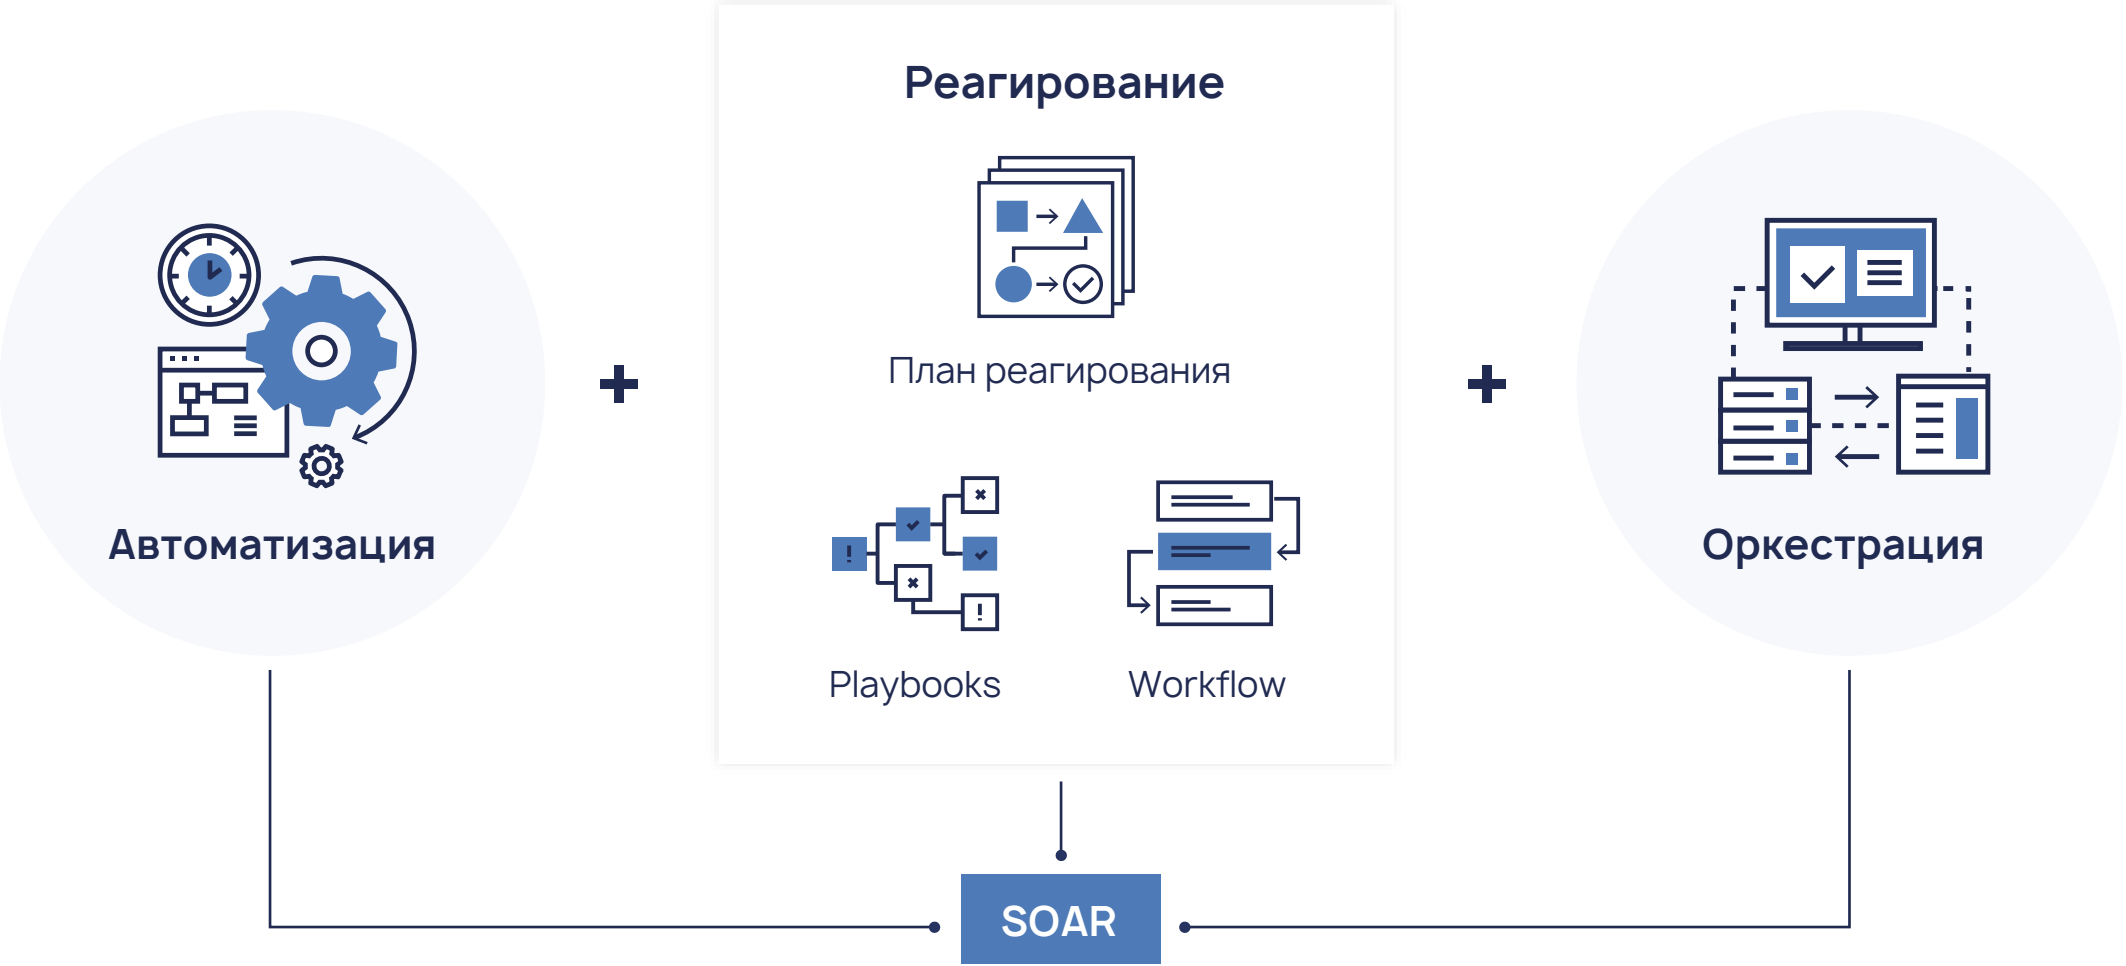 Реагирование
План реагирования
Playbooks
Workflow
Автоматизация
Оркестрация
SOAR